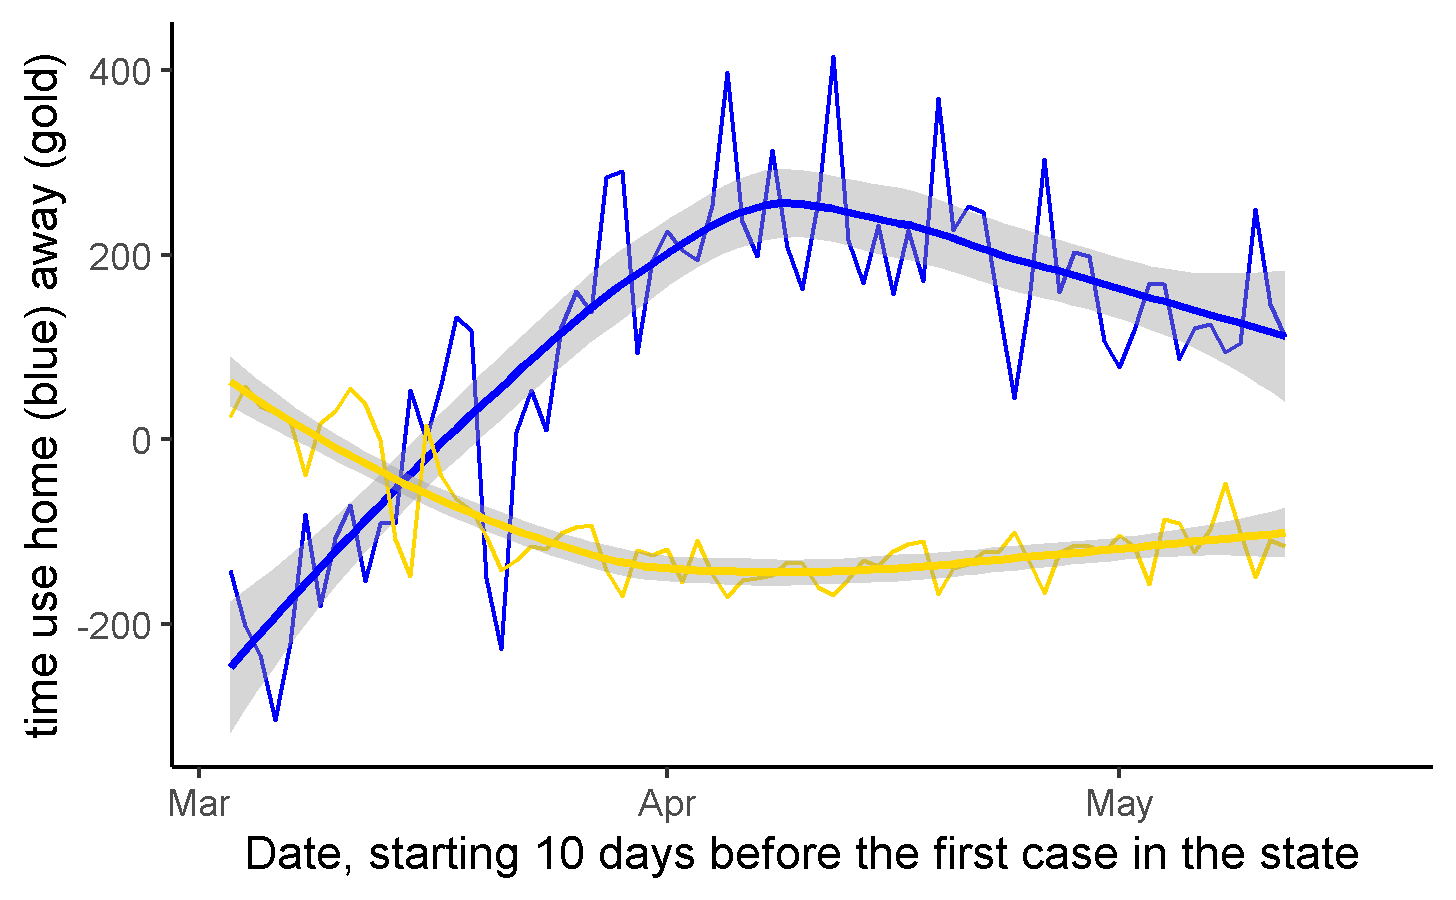 time use home (blue) away (gold)
400
200
0
-200
Mar
Apr
May
Date, starting 10 days before the first case in the state